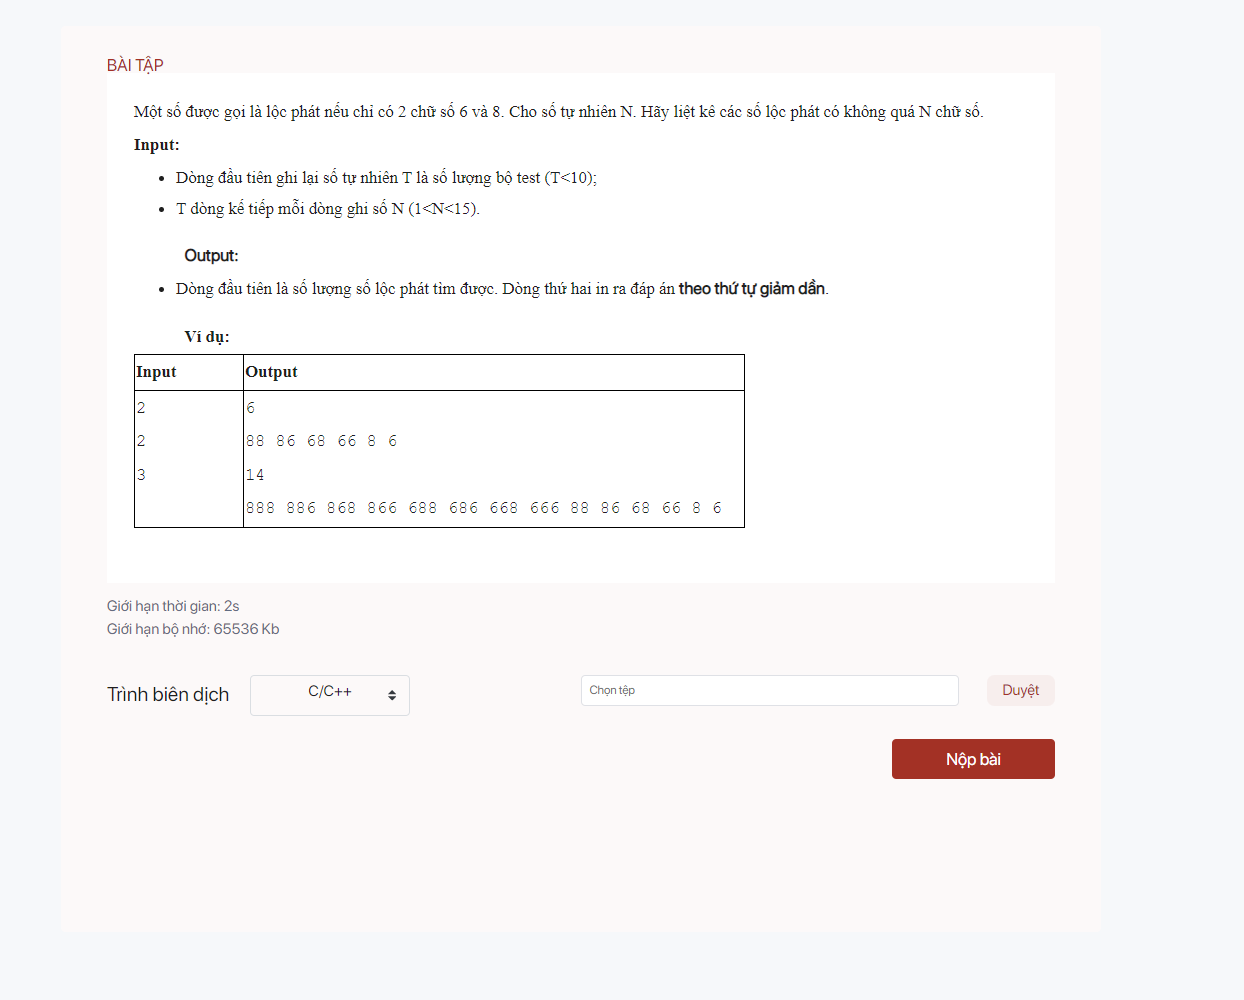 BÀI TẬP
Một số được gọi là lộc phát nếu chỉ có 2 chữ số 6 và 8. Cho số tự nhiên N. Hãy liệt kê các số lộc phát có không quá N chữ số.
Input:
Dòng đầu tiên ghi lại số tự nhiên T là số lượng bộ test (T<10);
T dòng kế tiếp mỗi dòng ghi số N (1<N<15).
Output:
Dòng đầu tiên là số lượng số lộc phát tìm được. Dòng thứ hai in ra đáp án theo thứ tự giảm dần.
Ví dụ:
Input Output
2 6
2 88 86 68 66 8 6
3 14
888 886 868 866 688 686 668 666 88 86 68 66 8 6
Giới hạn thời gian: 2s
Giới hạn bộ nhớ: 65536 Kb
Trình biên dịch C/C++ Chọn tệp Duyệt
Nộp bài